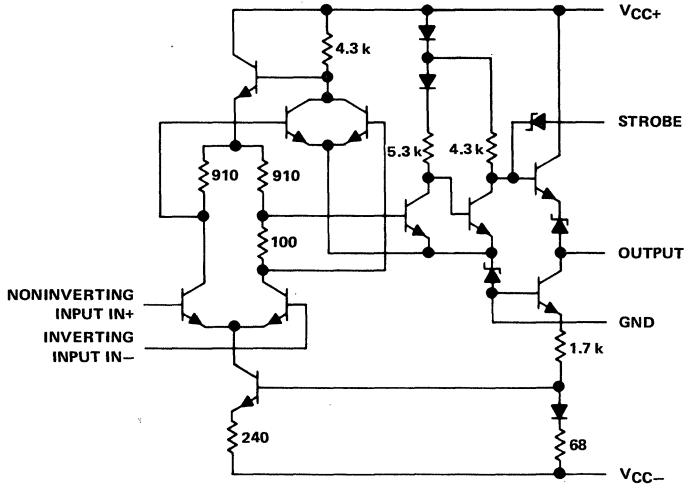 VCC+
4.3 k
STROBE
5.3 k
4.3 k
910
910
100
OUTPUT
NONINVERTING
INPUT IN+
INVERTING
INPUT IN−
GND
1.7 k
240
68
VCC−